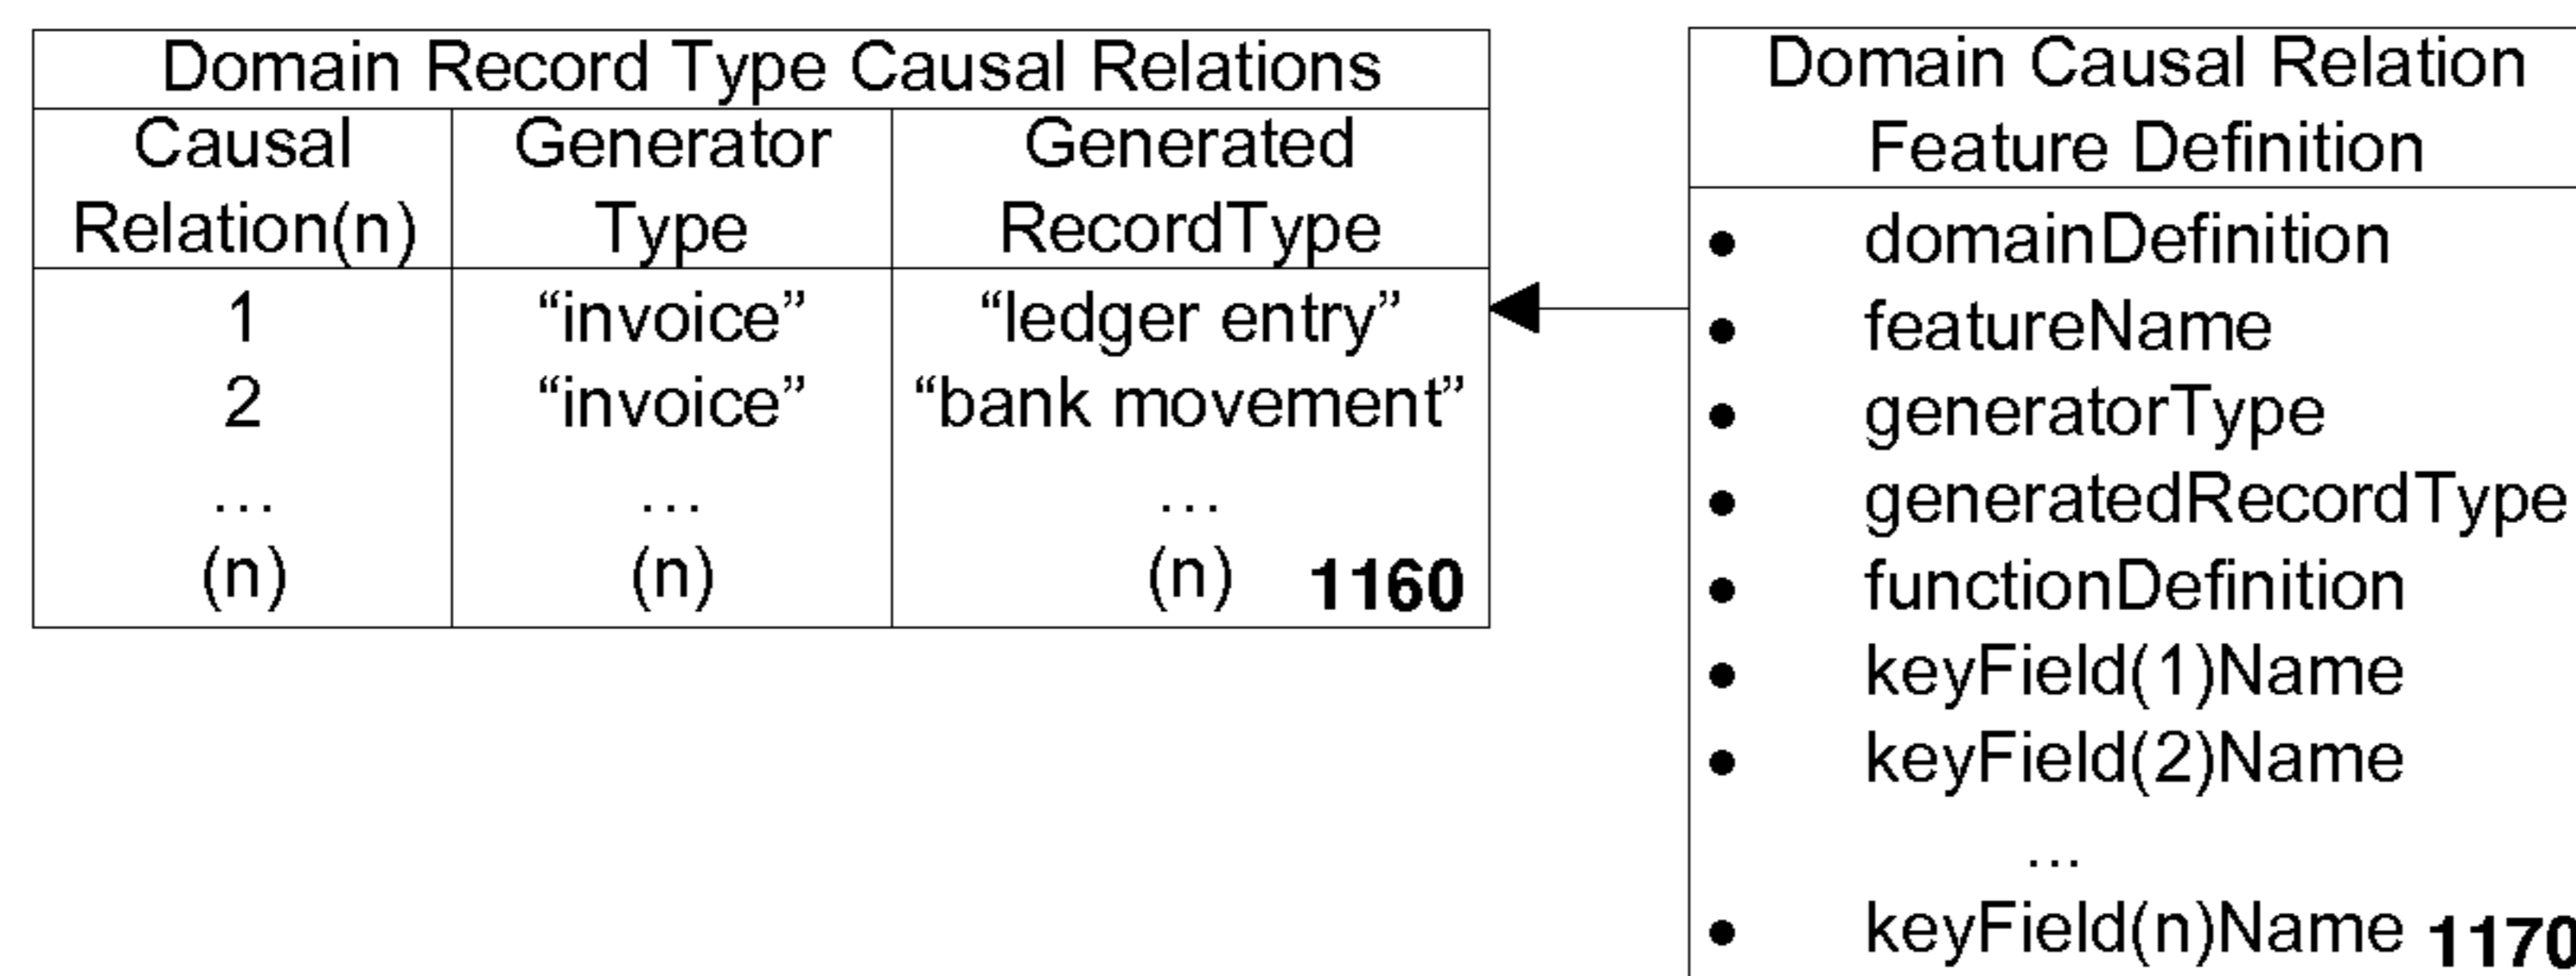 Domain Record Type Causal Relations
Causal Relation(n) Generator Type Generated RecordType
1 “invoice” “ledger entry”
2 “invoice” “bank movement”
... ... ...
(n) (n) (n) 1160
Domain Causal Relation
Feature Definition
• domainDefinition
• featureName
• generatorType
• generatedRecordType
• functionDefinition
• keyField(1)Name
• keyField(2)Name
...
• keyField(n)Name 1170